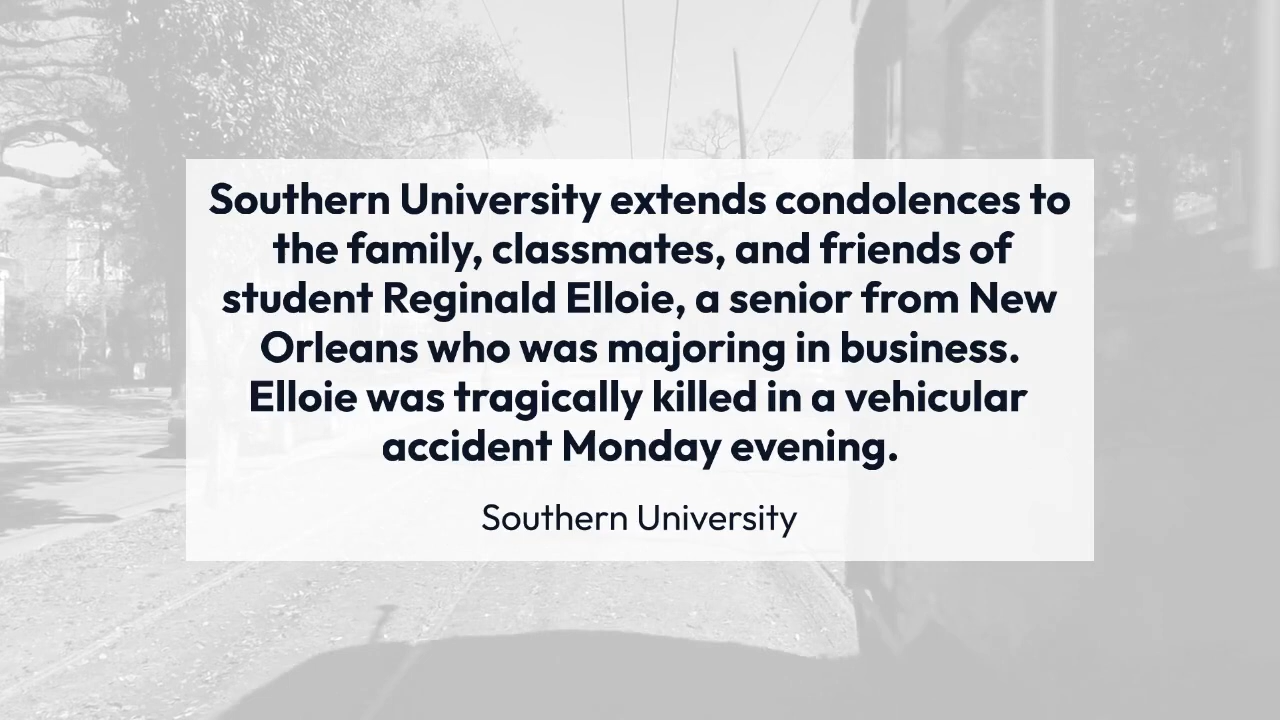 Southern University extends condolences to
the family, classmates, and friends of
student Reginald Elloie, a senior from New
Orleans who was majoring in business.
Elloie was tragically killed in a vehicular
accident Monday evening.
Southern University